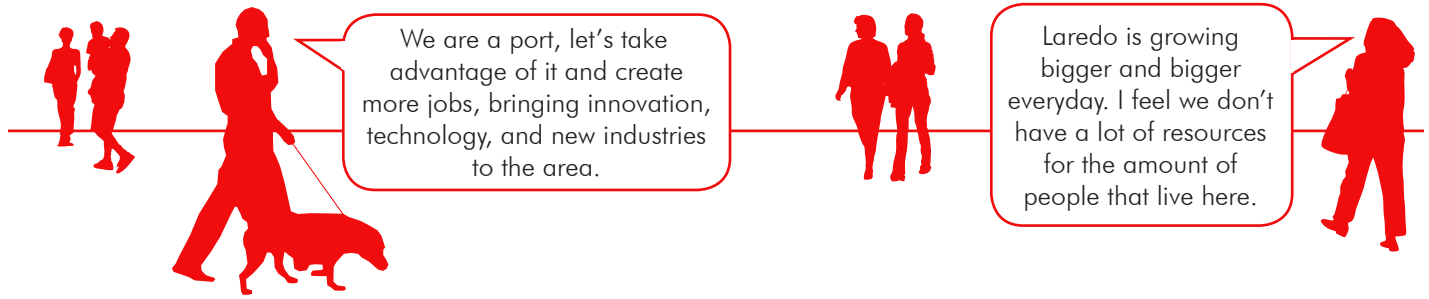 We are a port, let’s take
advantage of it and create
more jobs, bringing innovation,
technology, and new industries
to the area.
Laredo is growing
bigger and bigger
everyday. I feel we don’t
have a lot of resources
for the amount of
people that live here.